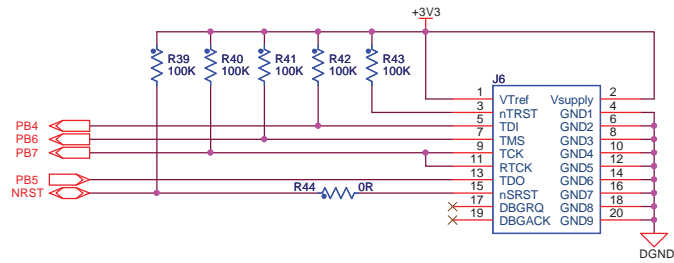 +3V3
R39 R40 R41 R42 R43
100K 100K 100K 100K 100K
J6
1 VTref Vsupply 2
3 nTRST GND1 4
PB4 5 TDI GND2 6
PB6 7 TMS GND3 8
PB7 9 TCK GND4 10
11 RTCK GND5 12
PB5 13 TDO GND6 14
NRST R44 0R 15 nSRST GND7 16
17 DBGRQ GND8 18
19 DBGACK GND9 20
DGND